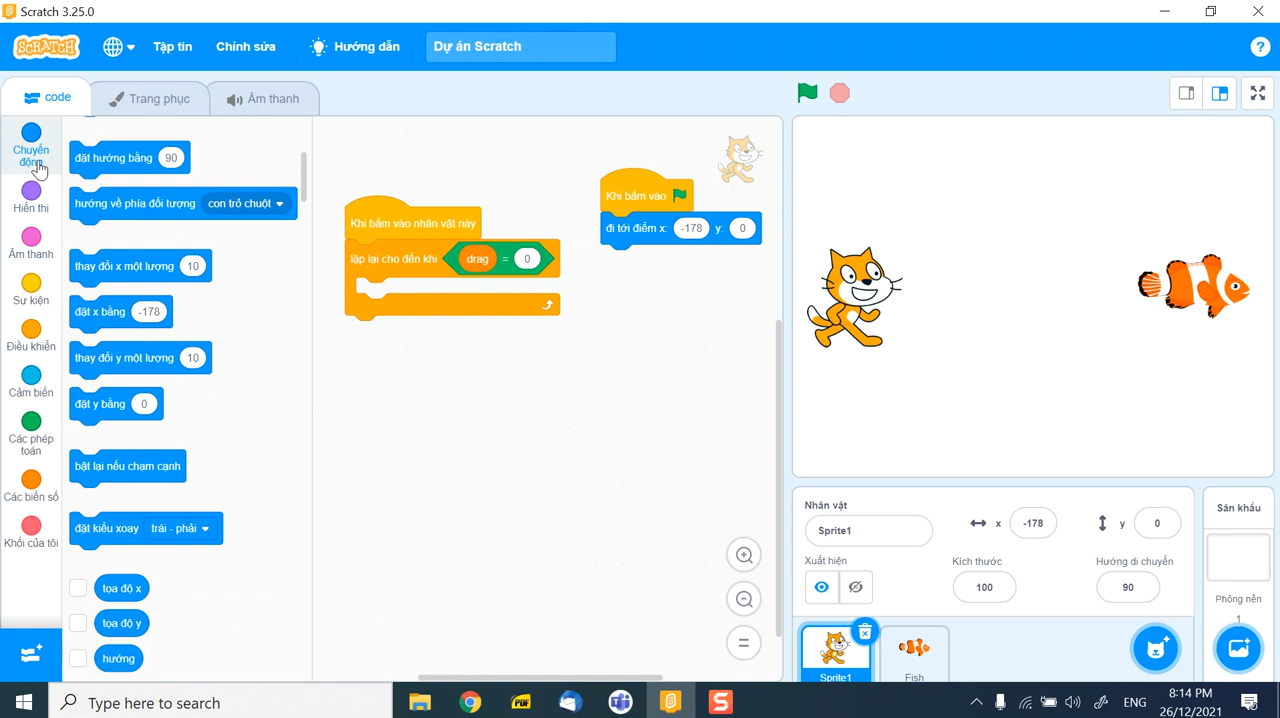 Scratch 3.25.0
SCRATCH
Tập tin
Chỉnh sửa
Hướng dẫn
Dự án Scratch
?
code
Trang phục
Âm thanh
Chuyển động
Hiển thị
Âm thanh
Sự kiện
Điều khiển
Cảm biến
Các phép toán
Các biến số
Khối của tôi
đặt hướng bằng 90
hướng về phía đối tượng con trỏ chuột
thay đổi x một lượng 10
đặt x bằng -178
thay đổi y một lượng 10
đặt y bằng 0
bật lại nếu chạm cạnh
đặt kiểu xoay trái - phải
tọa độ x
tọa độ y
hướng
Khi bấm vào nhân vật này
lặp lại cho đến khi drag = 0
Khi bấm vào
đi tới điểm x: -178 y: 0
Nhân vật
Sprite1
x -178
y 0
Xuất hiện
Kích thước
100
Hướng di chuyển
90
Sprite1
Fish
Sân khấu
Phông nền
1
Type here to search
PDF
S
ENG
8:14 PM
26/12/2021